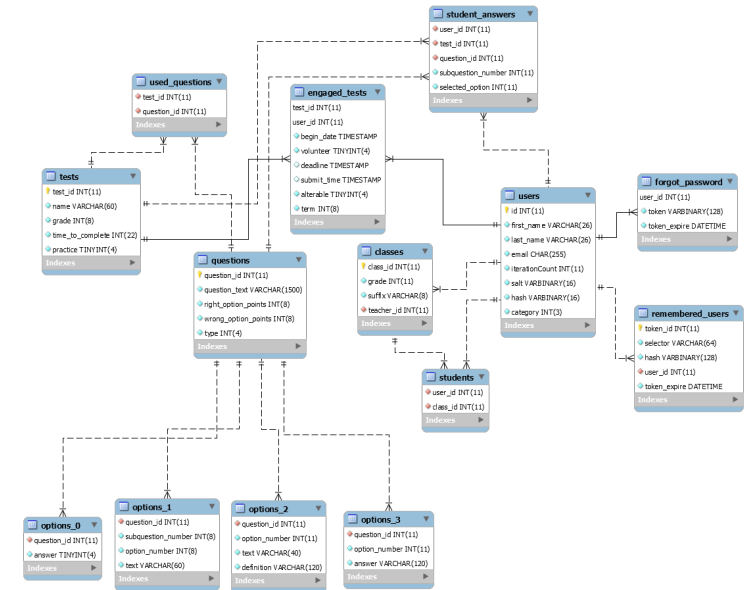 student_answers
user_id INT(11)
test_id INT(11)
question_id INT(11)
subquestion_number INT(11)
selected_option INT(11)
Indexes
used_questions
test_id INT(11)
question_id INT(11)
Indexes
engaged_tests
test_id INT(11)
user_id INT(11)
begin_date TIMESTAMP
volunteer TINYINT(4)
deadline TIMESTAMP
submit_time TIMESTAMP
alterable TINYINT(4)
term INT(8)
Indexes
tests
test_id INT(11)
name VARCHAR(60)
grade INT(8)
time_to_complete INT(22)
practice TINYINT(4)
Indexes
users
id INT(11)
first_name VARCHAR(26)
last_name VARCHAR(26)
email CHAR(255)
iterationCount INT(11)
salt VARBINARY(16)
hash VARBINARY(16)
category INT(3)
Indexes
forgot_password
user_id INT(11)
token VARBINARY(128)
token_expire DATETIME
Indexes
questions
question_id INT(11)
question_text VARCHAR(1500)
right_option_points INT(8)
wrong_option_points INT(8)
type INT(4)
Indexes
classes
class_id INT(11)
grade INT(11)
suffix VARCHAR(8)
teacher_id INT(11)
Indexes
remembered_users
token_id INT(11)
selector VARCHAR(64)
hash VARBINARY(128)
user_id INT(11)
token_expire DATETIME
Indexes
students
user_id INT(11)
class_id INT(11)
Indexes
options_0
question_id INT(11)
answer TINYINT(4)
Indexes
options_1
question_id INT(11)
subquestion_number INT(8)
option_number INT(8)
text VARCHAR(60)
Indexes
options_2
question_id INT(11)
option_number INT(11)
text VARCHAR(40)
definition VARCHAR(120)
Indexes
options_3
question_id INT(11)
option_number INT(11)
answer VARCHAR(120)
Indexes